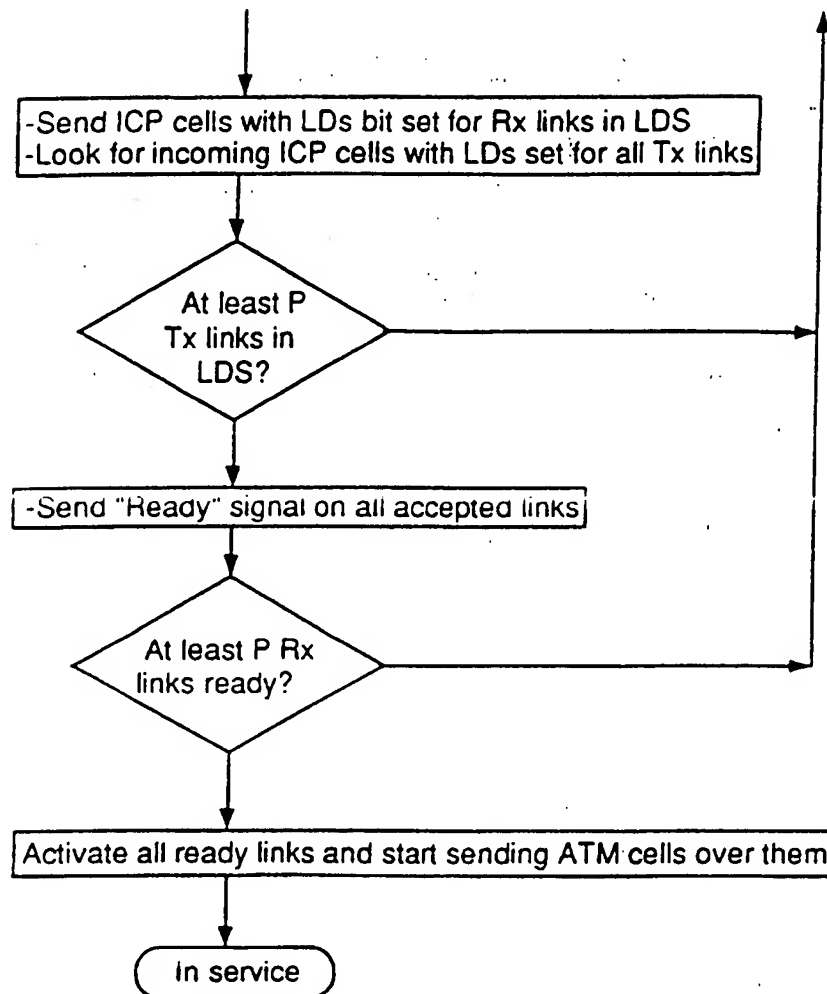 -Send ICP cells with LDs bit set for Rx links in LDS
-Look for incoming ICP cells with LDs set for all Tx links
At least P
Tx links in
LDS?
-Send "Ready" signal on all accepted links
At least P Rx
links ready?
Activate all ready links and start sending ATM cells over them
In service